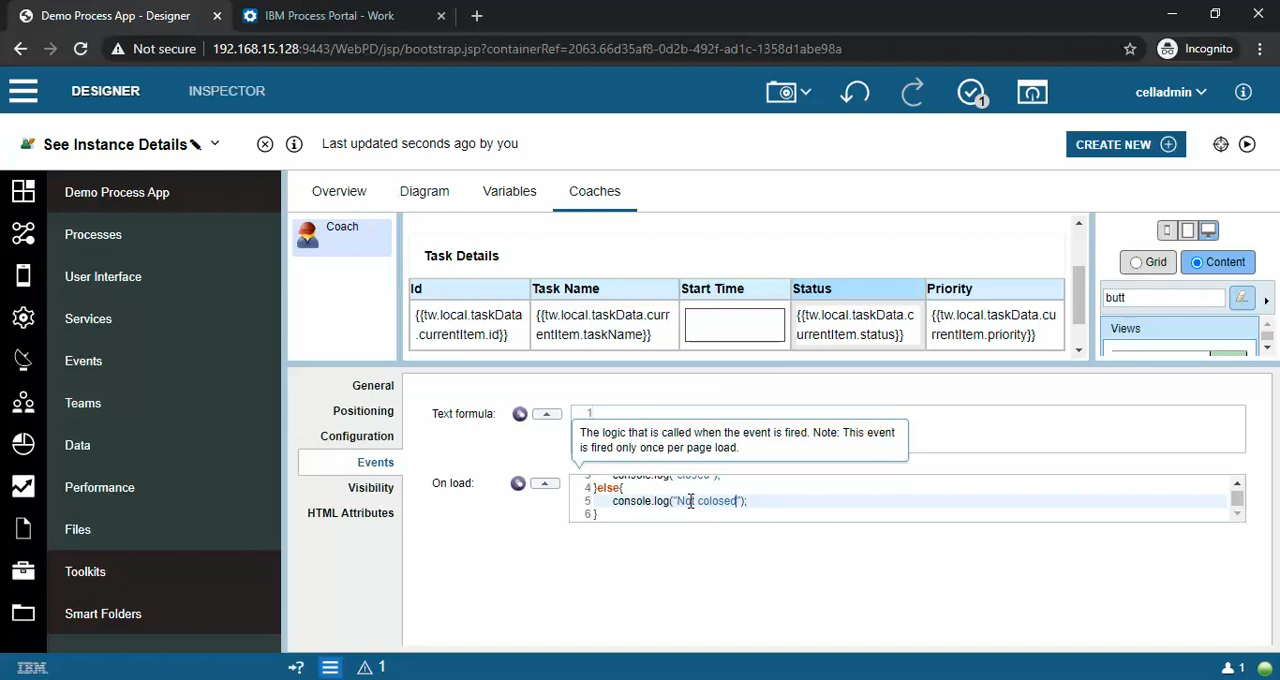 Demo Process App - Designer
IBM Process Portal - Work
Not secure
192.168.15.128:9443/WebPD/jsp/bootstrap.jsp?containerRef=2063.66d35af8-0d2b-492f-ad1c-1358d1abe98a
Incognito
DESIGNER
INSPECTOR
1
celladmin
See Instance Details
Last updated seconds ago by you
CREATE NEW
Demo Process App
Processes
User Interface
Services
Events
Teams
Data
Performance
Files
Toolkits
Smart Folders
Overview
Diagram
Variables
Coaches
Coach
Task Details
Id
Task Name
Start Time
Status
Priority
{{tw.local.taskData
.currentItem.id}}
{{tw.local.taskData.curr
entItem.taskName}}
{{tw.local.taskData.c
urrentItem.status}}
{{tw.local.taskData.cu
rrentItem.priority}}
Grid
Content
butt
Views
General
Positioning
Configuration
Events
Visibility
HTML Attributes
Text formula:
1
The logic that is called when the event is fired. Note: This event
is fired only once per page load.
On load:
3 console.log("closed");
4 }else{
5 console.log("Not colosed");
6 }
IBM
1
1